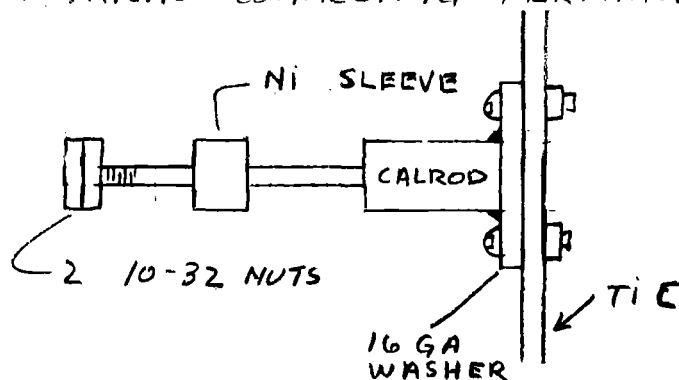 NI SLEEVE
CALROD
2 10-32 NUTS
TI
16 GA
WASHER